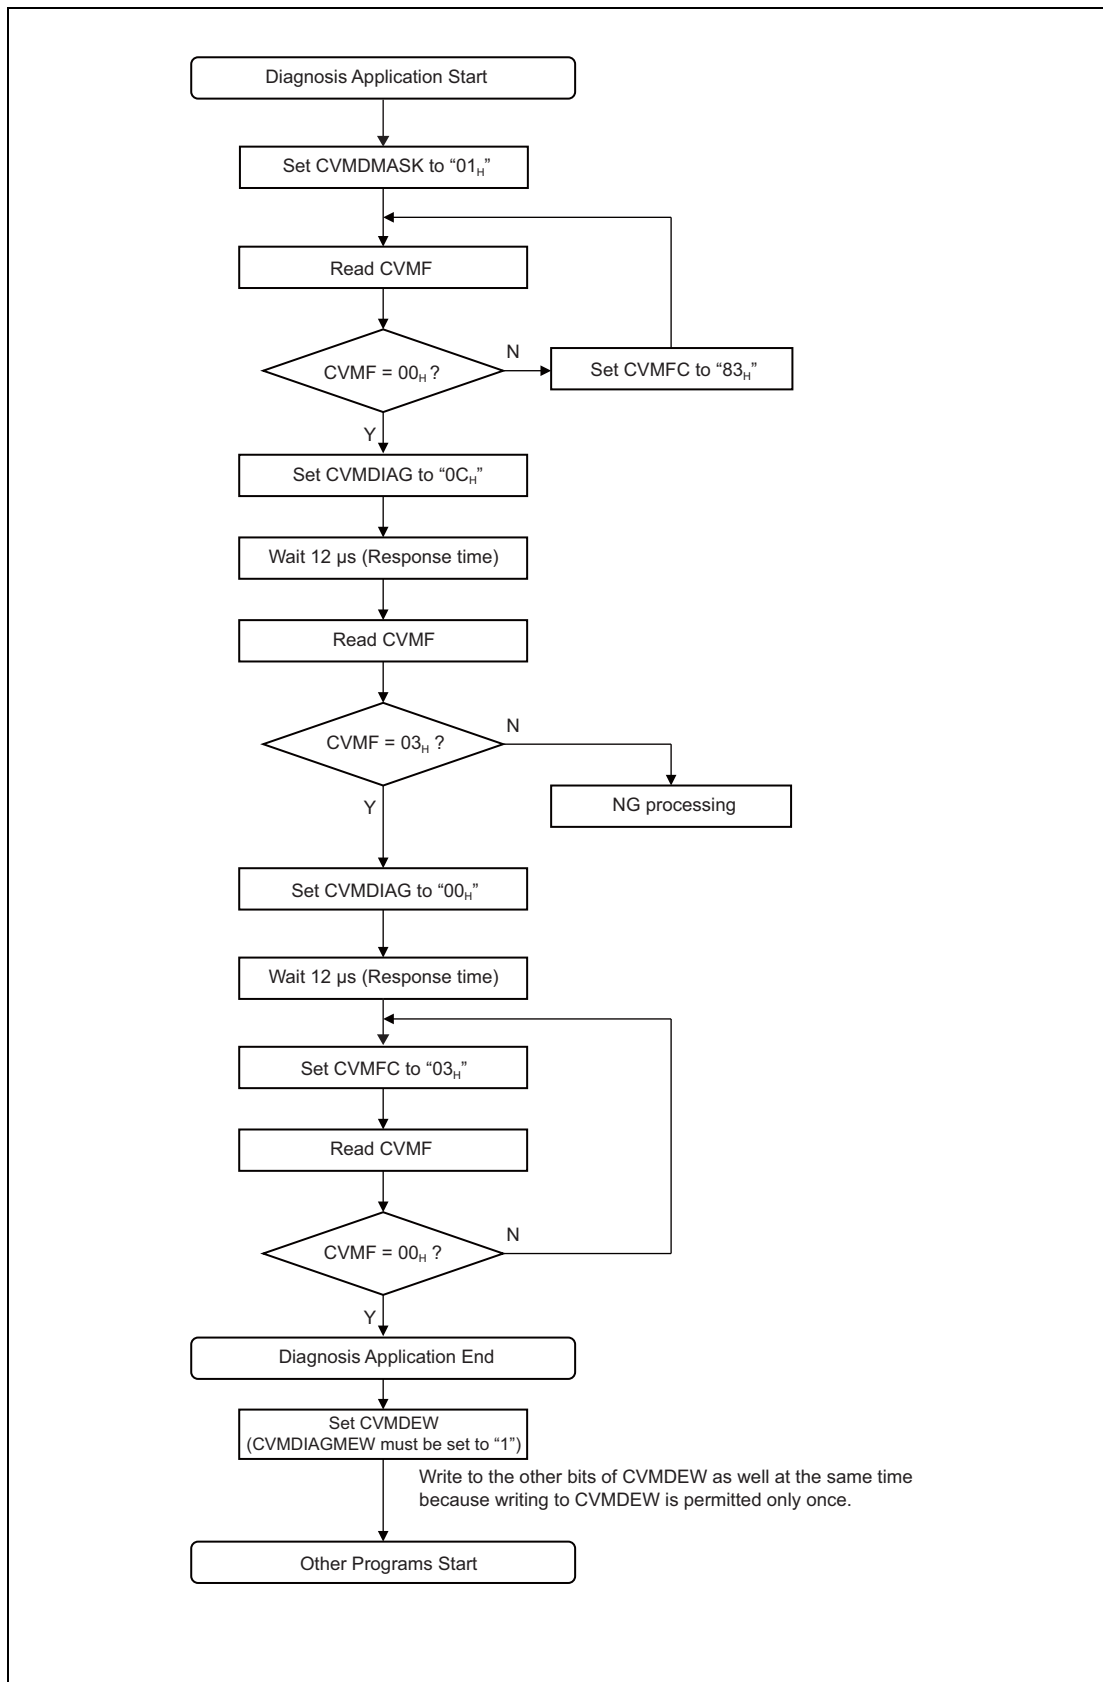 Diagnosis Application Start
Set CVMDMASK to “01H”
Read CVMF
CVMF = 00H ?
N
Set CVMFC to “83H”
Y
Set CVMDIAG to “0CH”
Wait 12 µs (Response time)
Read CVMF
CVMF = 03H ?
N
NG processing
Y
Set CVMDIAG to “00H”
Wait 12 µs (Response time)
Set CVMFC to “03H”
Read CVMF
CVMF = 00H ?
N
Y
Diagnosis Application End
Set CVMDEW
(CVMDIAGMEW must be set to “1”)
Write to the other bits of CVMDEW as well at the same time
because writing to CVMDEW is permitted only once.
Other Programs Start